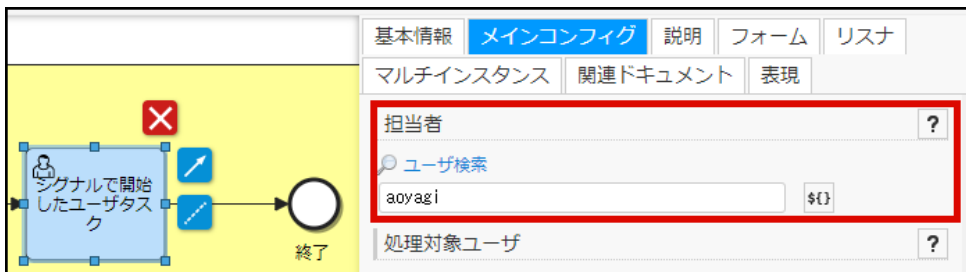 基本情報 メインコンフィグ 説明 フォーム リスナ
マルチインスタンス 関連ドキュメント 表現
担当者 ?
ユーザ検索
aoyagi ${}
処理対象ユーザ ?
シグナルで開始
したユーザタス
ク
終了